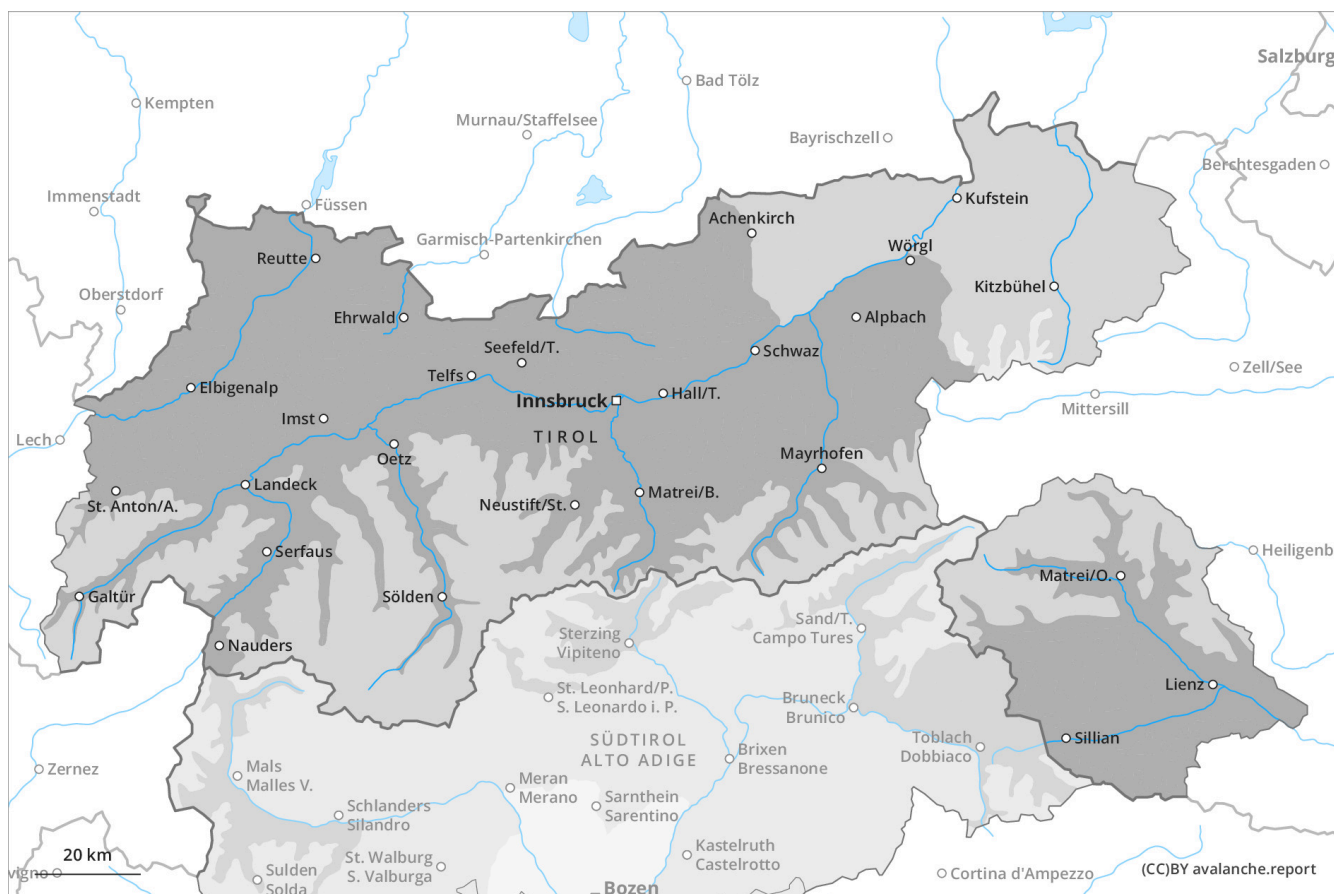 Salzburg
Bad Tölz
Kempten
Murnau/Staffelsee
Bayrischzell
Berchtesgaden
Immenstadt
Füssen
Kufstein
Achenkirch
Garmisch-Partenkirchen
Wörgl
Reutte
Kitzbühel
Oberstdorf
Ehrwald
Alpbach
Seefeld/T.
Schwaz
Zell/See
Telfs
Elbigenalp
Hall/T.
Innsbruck
Mittersill
Imst
Lech
TIROL
Oetz
Mayrhofen
Landeck
St. Anton/A.
Neustift/St.
Matrei/B.
Serfaus
Heiligenb
Matrei/O.
Galtür
Sölden
Sand/T.
Campo Tures
Sterzing
Vipiteno
Nauders
Lienz
St. Leonhard/P.
S. Leonardo i. P.
Bruneck
Brunico
SÜDTIROL
ALTO ADIGE
Sillian
Toblach
Dobbiaco
Brixen
Bressanone
Zernez
Mals
Malles V.
Meran
Merano
Sarnthein
Sarentino
Schlanders
Silandro
Kastelruth
Castelrotto
20 km
St. Walburg
S. Valburga
vigno
Sulden
Solda
Cortina d'Ampezzo
(CC)BY avalanche.report
Bozen